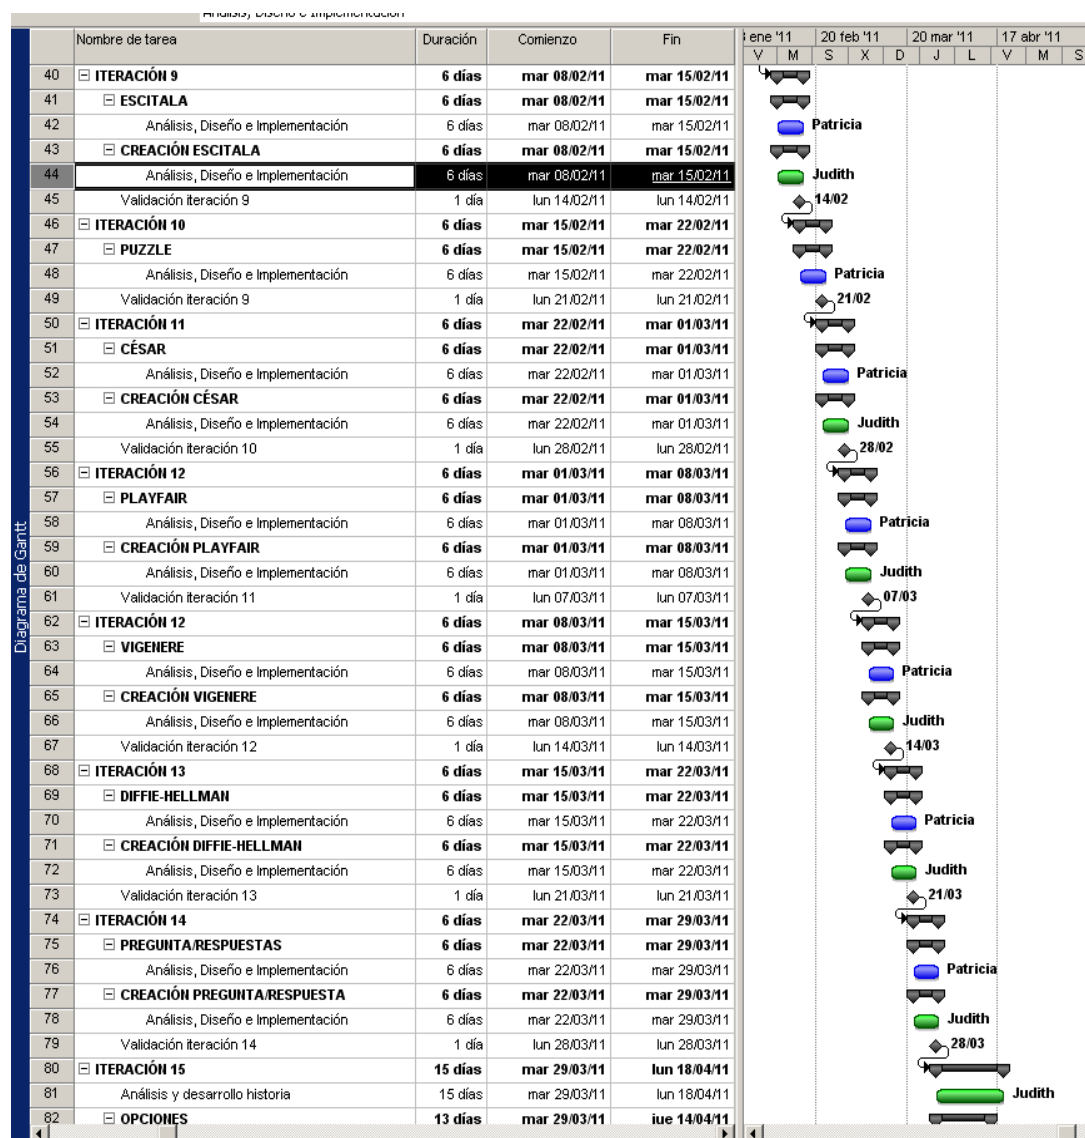 Análisis, Diseño e Implementación
Nombre de tarea Duración Comienzo Fin ene '11 20 feb '11 20 mar '11 17 abr '11
V M S X D J L V M S
40 ITERACIÓN 9 6 días mar 08/02/11 mar 15/02/11
41 ESCITALA 6 días mar 08/02/11 mar 15/02/11
42 Análisis, Diseño e Implementación 6 días mar 08/02/11 mar 15/02/11 Patricia
43 CREACIÓN ESCITALA 6 días mar 08/02/11 mar 15/02/11
44 Análisis, Diseño e Implementación 6 días mar 08/02/11 mar 15/02/11 Judith
45 Validación iteración 9 1 día lun 14/02/11 lun 14/02/11 14/02
46 ITERACIÓN 10 6 días mar 15/02/11 mar 22/02/11
47 PUZZLE 6 días mar 15/02/11 mar 22/02/11
48 Análisis, Diseño e Implementación 6 días mar 15/02/11 mar 22/02/11 Patricia
49 Validación iteración 9 1 día lun 21/02/11 lun 21/02/11 21/02
50 ITERACIÓN 11 6 días mar 22/02/11 mar 01/03/11
51 CÉSAR 6 días mar 22/02/11 mar 01/03/11
52 Análisis, Diseño e Implementación 6 días mar 22/02/11 mar 01/03/11 Patricia
53 CREACIÓN CÉSAR 6 días mar 22/02/11 mar 01/03/11
54 Análisis, Diseño e Implementación 6 días mar 22/02/11 mar 01/03/11 Judith
55 Validación iteración 10 1 día lun 28/02/11 lun 28/02/11 28/02
56 ITERACIÓN 12 6 días mar 01/03/11 mar 08/03/11
57 PLAYFAIR 6 días mar 01/03/11 mar 08/03/11
58 Análisis, Diseño e Implementación 6 días mar 01/03/11 mar 08/03/11 Patricia
59 CREACIÓN PLAYFAIR 6 días mar 01/03/11 mar 08/03/11
60 Análisis, Diseño e Implementación 6 días mar 01/03/11 mar 08/03/11 Judith
61 Validación iteración 11 1 día lun 07/03/11 lun 07/03/11 07/03
62 ITERACIÓN 12 6 días mar 08/03/11 mar 15/03/11
63 VIGENERE 6 días mar 08/03/11 mar 15/03/11
64 Análisis, Diseño e Implementación 6 días mar 08/03/11 mar 15/03/11 Patricia
65 CREACIÓN VIGENERE 6 días mar 08/03/11 mar 15/03/11
66 Análisis, Diseño e Implementación 6 días mar 08/03/11 mar 15/03/11 Judith
67 Validación iteración 12 1 día lun 14/03/11 lun 14/03/11 14/03
68 ITERACIÓN 13 6 días mar 15/03/11 mar 22/03/11
69 DIFFIE-HELLMAN 6 días mar 15/03/11 mar 22/03/11
70 Análisis, Diseño e Implementación 6 días mar 15/03/11 mar 22/03/11 Patricia
71 CREACIÓN DIFFIE-HELLMAN 6 días mar 15/03/11 mar 22/03/11
72 Análisis, Diseño e Implementación 6 días mar 15/03/11 mar 22/03/11 Judith
73 Validación iteración 13 1 día lun 21/03/11 lun 21/03/11 21/03
74 ITERACIÓN 14 6 días mar 22/03/11 mar 29/03/11
75 PREGUNTA/RESPUESTAS 6 días mar 22/03/11 mar 29/03/11
76 Análisis, Diseño e Implementación 6 días mar 22/03/11 mar 29/03/11 Patricia
77 CREACIÓN PREGUNTA/RESPUESTA 6 días mar 22/03/11 mar 29/03/11
78 Análisis, Diseño e Implementación 6 días mar 22/03/11 mar 29/03/11 Judith
79 Validación iteración 14 1 día lun 28/03/11 lun 28/03/11 28/03
80 ITERACIÓN 15 15 días mar 29/03/11 lun 18/04/11
81 Análisis y desarrollo historia 15 días mar 29/03/11 lun 18/04/11 Judith
82 OPCIONES 13 días mar 29/03/11 jue 14/04/11
Diagrama de Gantt